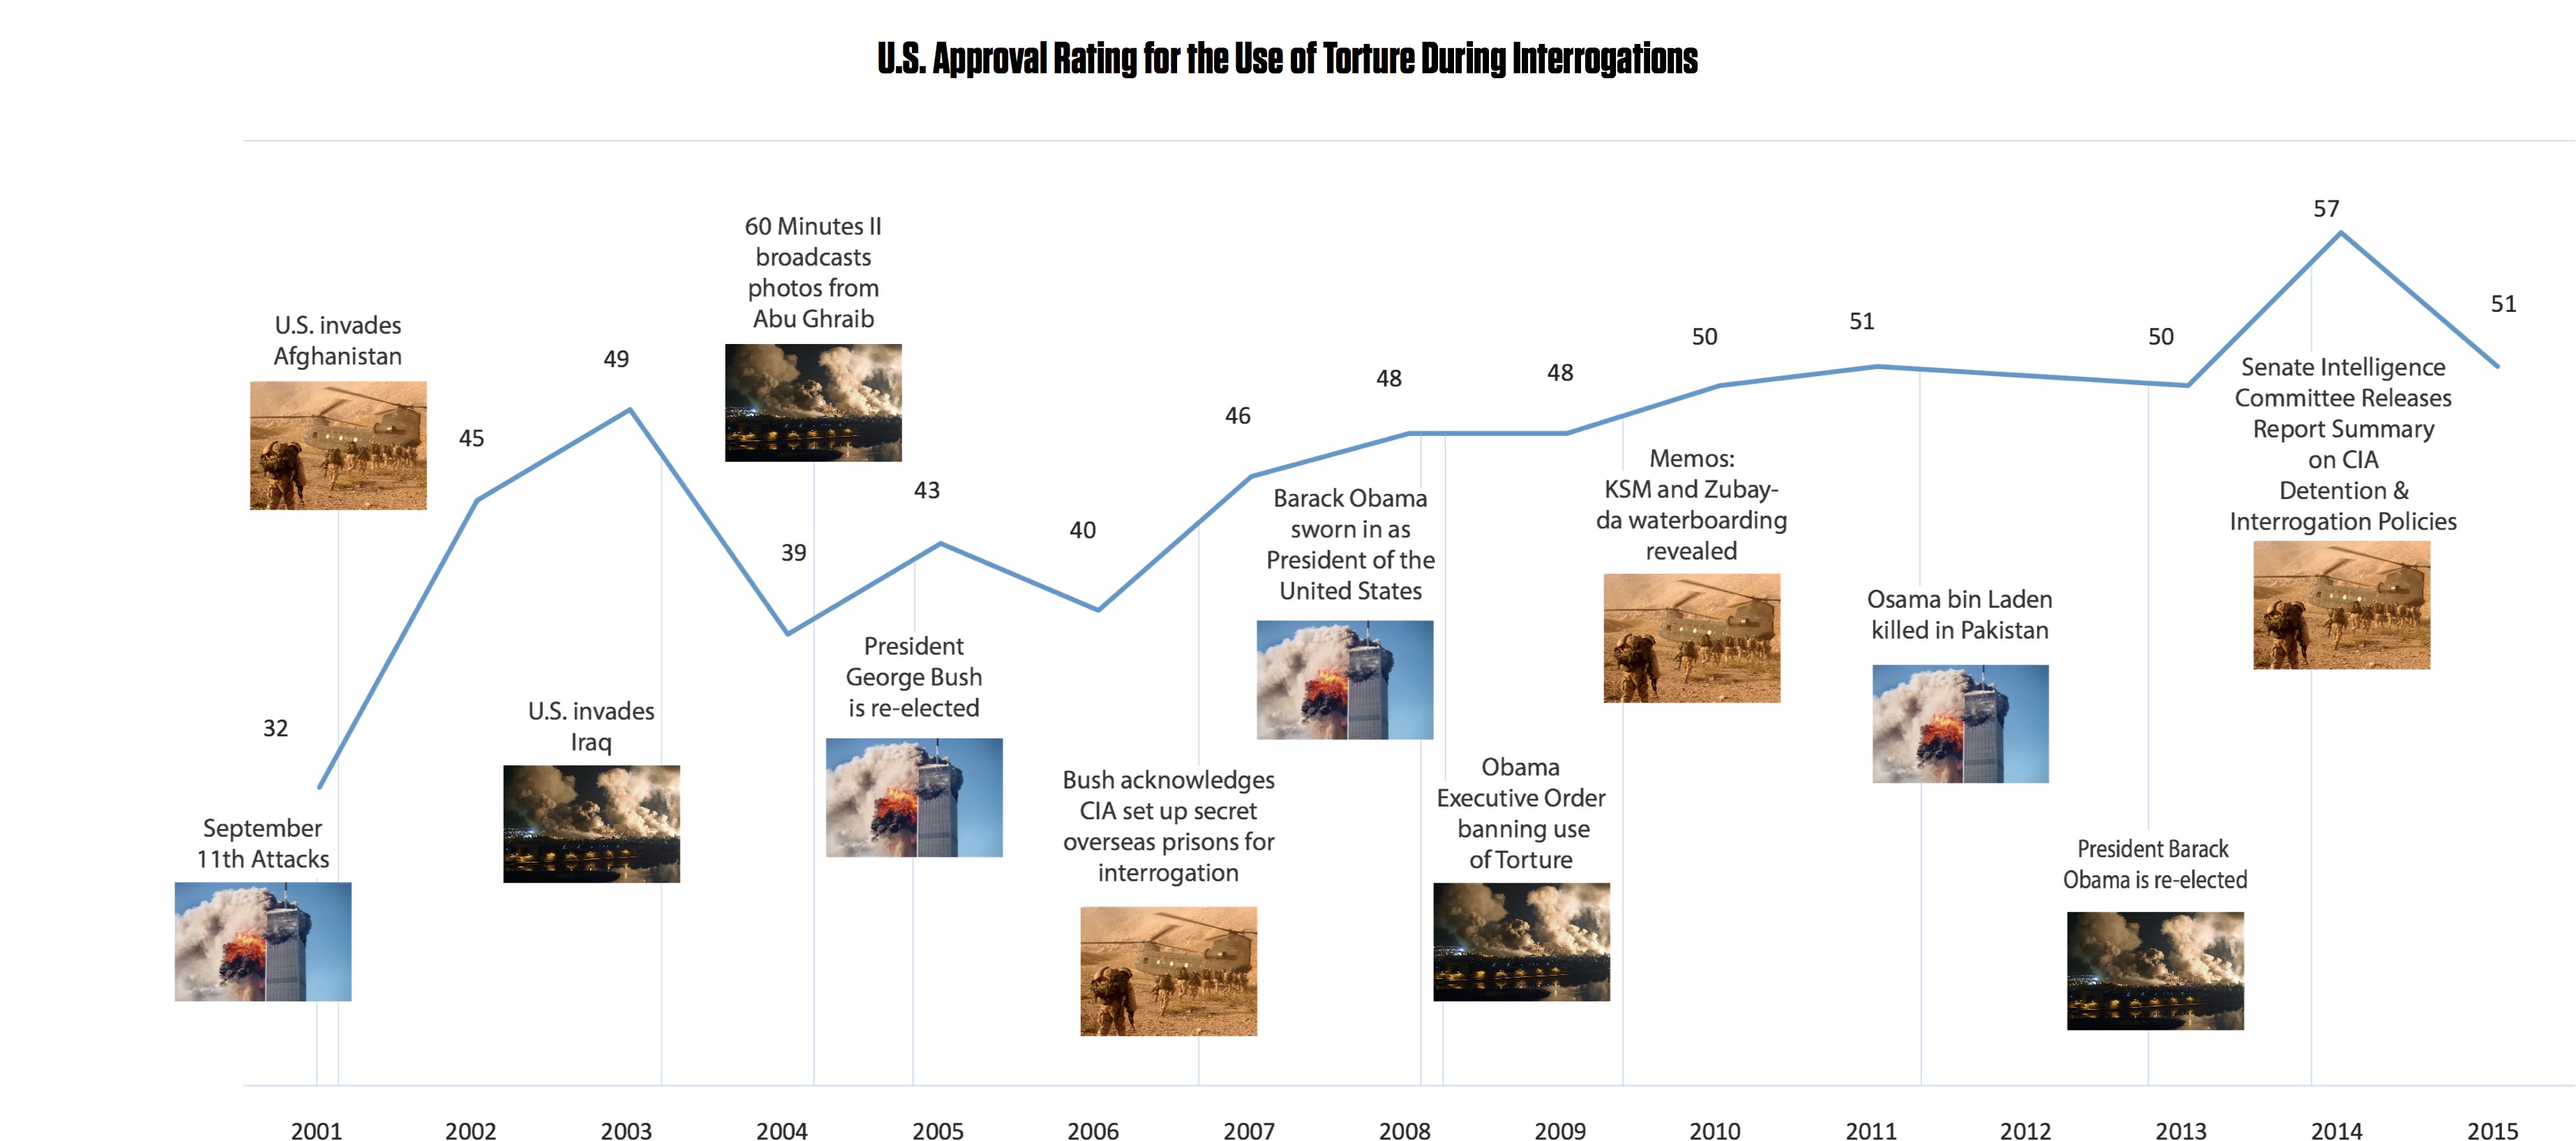 U.S. Approval Rating for the Use of Torture During Interrogations
57
60 Minutes II
broadcasts
photos from
Abu Ghraib
51
U.S. invades
Afghanistan
51
50
50
49
Senate Intelligence
Committee Releases
Report Summary
on CIA
Detention &
Interrogation Policies
48
48
46
45
Memos:
KSM and Zubay-
da waterboarding
revealed
43
Barack Obama
sworn in as
President of the
United States
40
39
Osama bin Laden
killed in Pakistan
President
George Bush
is re-elected
U.S. invades
Iraq
32
Obama
Executive Order
banning use
of Torture
Bush acknowledges
CIA set up secret
overseas prisons for
interrogation
September
11th Attacks
President Barack
Obama is re-elected
2001 2002 2003 2004 2005 2006 2007 2008 2009 2010 2011 2012 2013 2014 2015